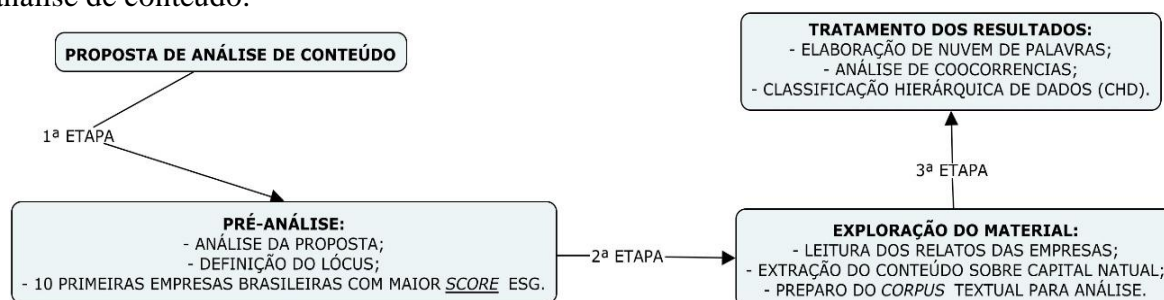 análise de conteúdo.
PROPOSTA DE ANÁLISE DE CONTEÚDO
1ª ETAPA
PRÉ-ANÁLISE:
- ANÁLISE DA PROPOSTA;
- DEFINIÇÃO DO LÓCUS;
- 10 PRIMEIRAS EMPRESAS BRASILEIRAS COM MAIOR SCORE ESG.
2ª ETAPA
EXPLORAÇÃO DO MATERIAL:
- LEITURA DOS RELATOS DAS EMPRESAS;
- EXTRAÇÃO DO CONTEÚDO SOBRE CAPITAL NATUAL;
- PREPARO DO CORPUS TEXTUAL PARA ANÁLISE.
3ª ETAPA
TRATAMENTO DOS RESULTADOS:
- ELABORAÇÃO DE NUVEM DE PALAVRAS;
- ANÁLISE DE COOCORRENCIAS;
- CLASSIFICAÇÃO HIERÁRQUICA DE DADOS (CHD).